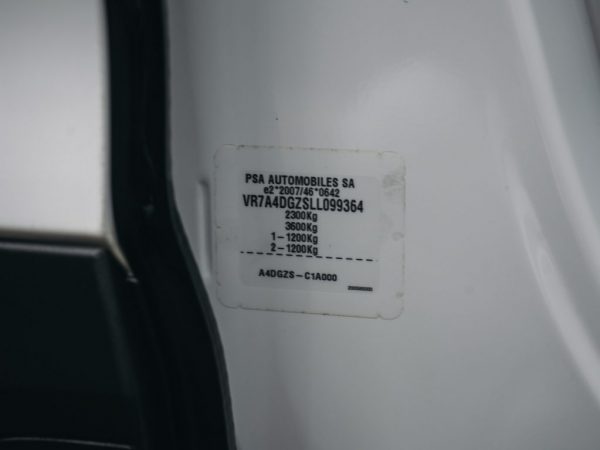 PSA AUTOMOBILES SA
e2*2007/46*0642
VR7A4DGZSLL099364
2300Kg
3600Kg
1-1200Kg
2-1200Kg
A4DGZS-C1A000